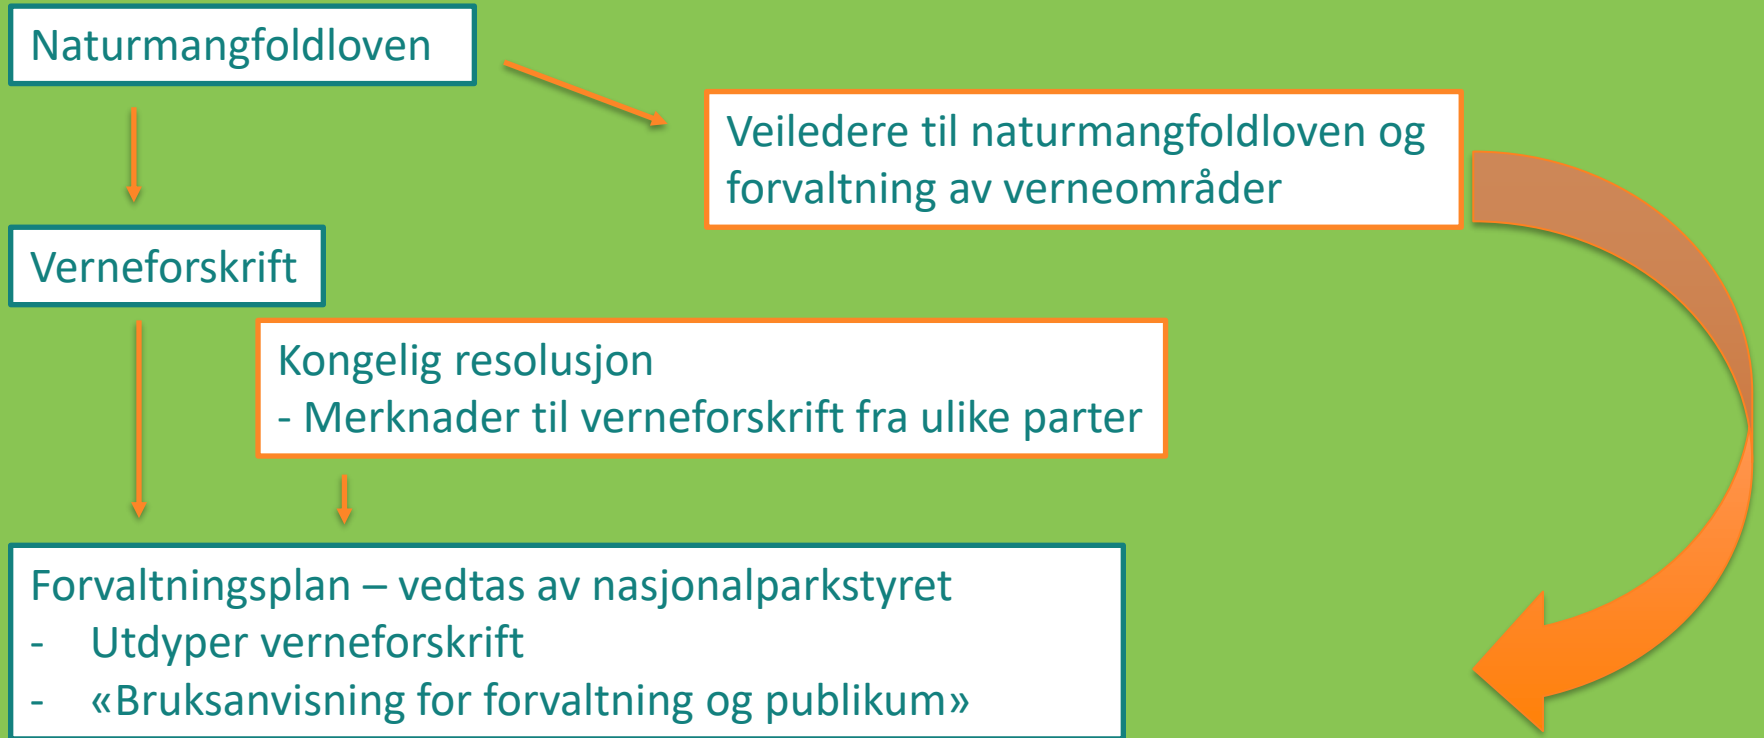 Naturmangfoldloven
Veiledere til naturmangfoldloven og
forvaltning av verneområder
Verneforskrift
Kongelig resolusjon
- Merknader til verneforskrift fra ulike parter
Forvaltningsplan – vedtas av nasjonalparkstyret
- Utdyper verneforskrift
- «Bruksanvisning for forvaltning og publikum»